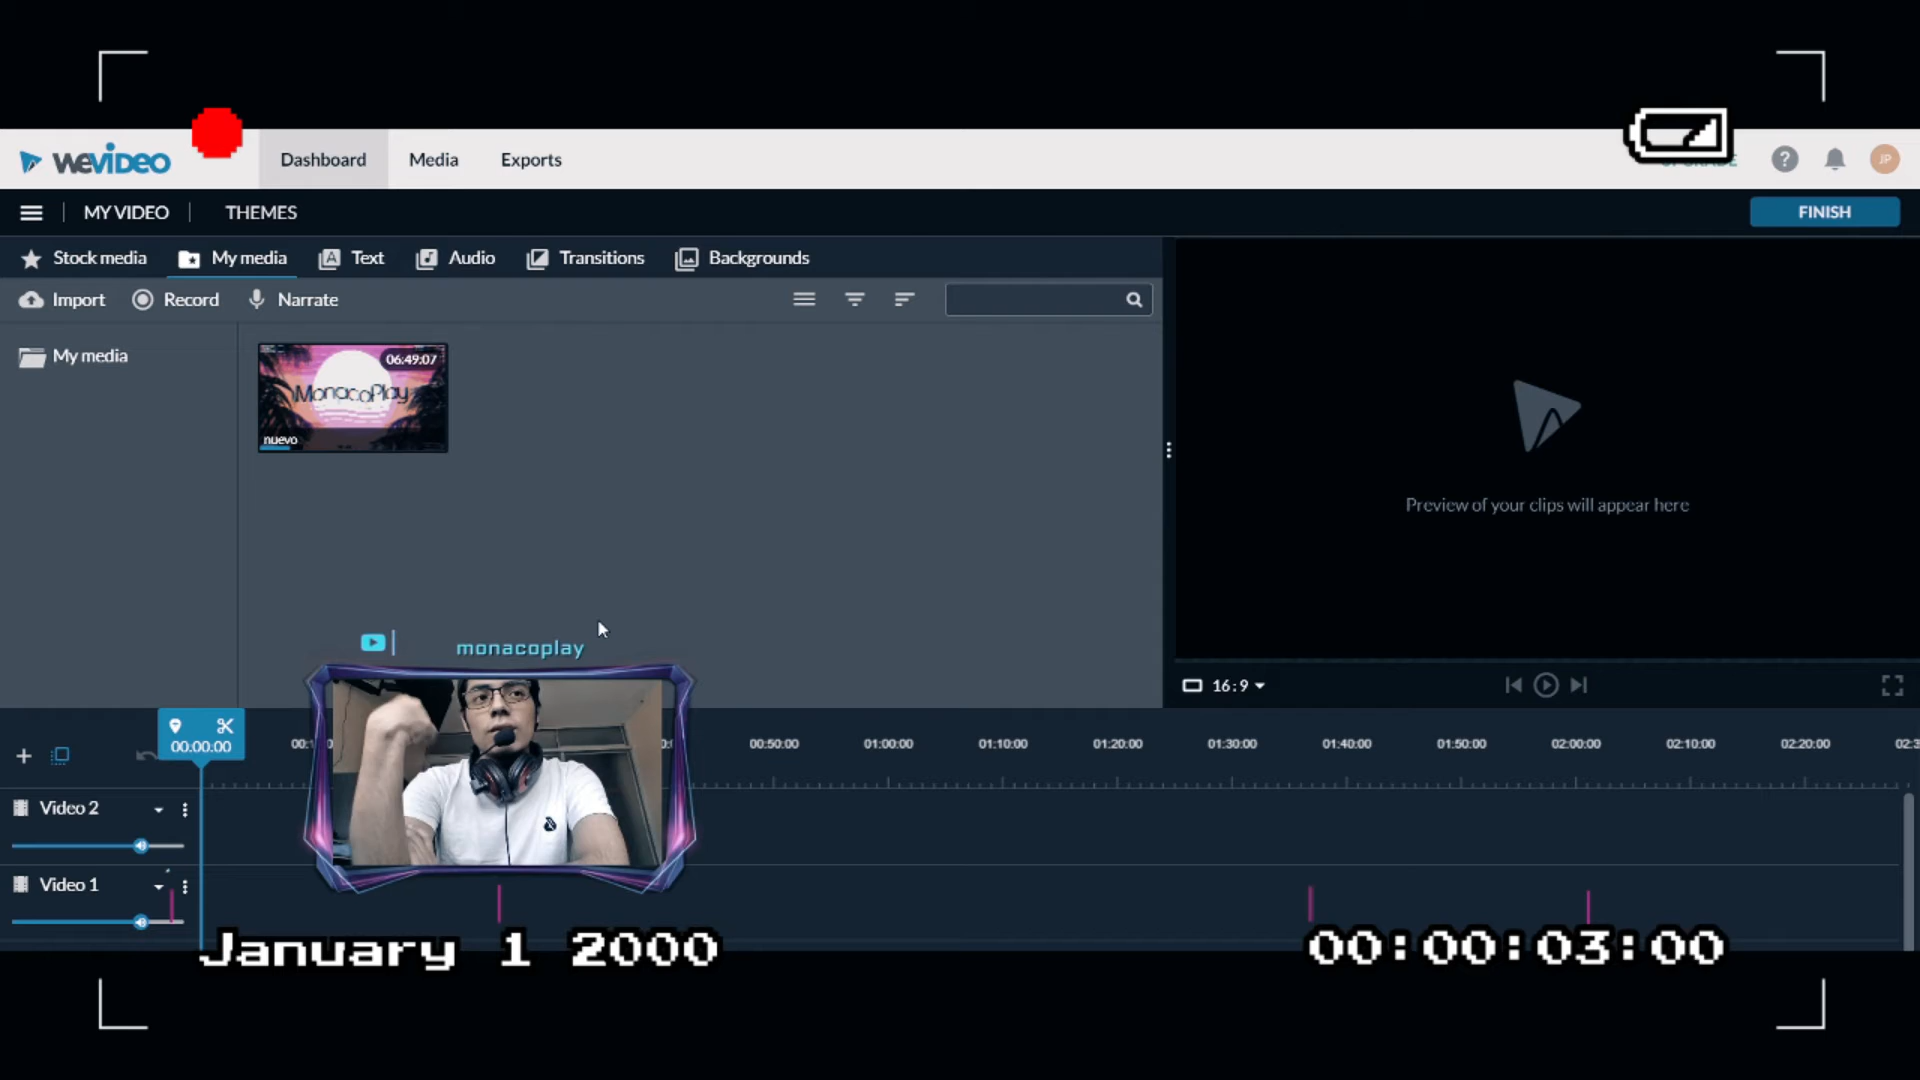 WEVIDEO
Dashboard
Media
Exports
JP
MY VIDEO
THEMES
FINISH
Stock media
My media
Text
Audio
Transitions
Backgrounds
Import
Record
Narrate
My media
06:49:07
MonacoPlay
nuevo
Preview of your clips will appear here
monacoplay
16:9
00:00:00
00:50:00
01:00:00
01:10:00
01:20:00
01:30:00
01:40:00
01:50:00
02:00:00
02:10:00
02:20:00
Video 2
Video 1
January 1 2000
00:00:03:00